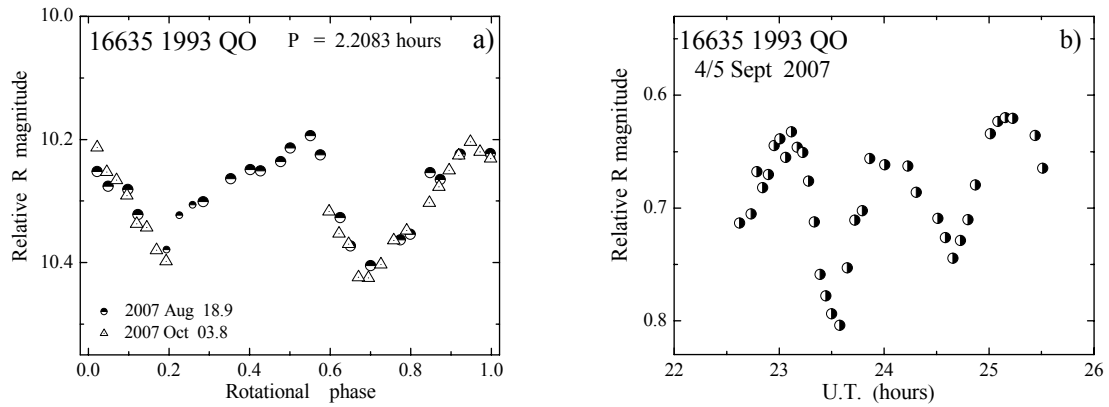 16635 1993 QO P = 2.2083 hours a)
Relative R magnitude
10.0
10.2
10.4
2007 Aug 18.9
2007 Oct 03.8
0.0 0.2 0.4 0.6 0.8 1.0
Rotational phase
16635 1993 QO b)
4/5 Sept 2007
Relative R magnitude
0.6
0.7
0.8
22 23 24 25 26
U.T. (hours)